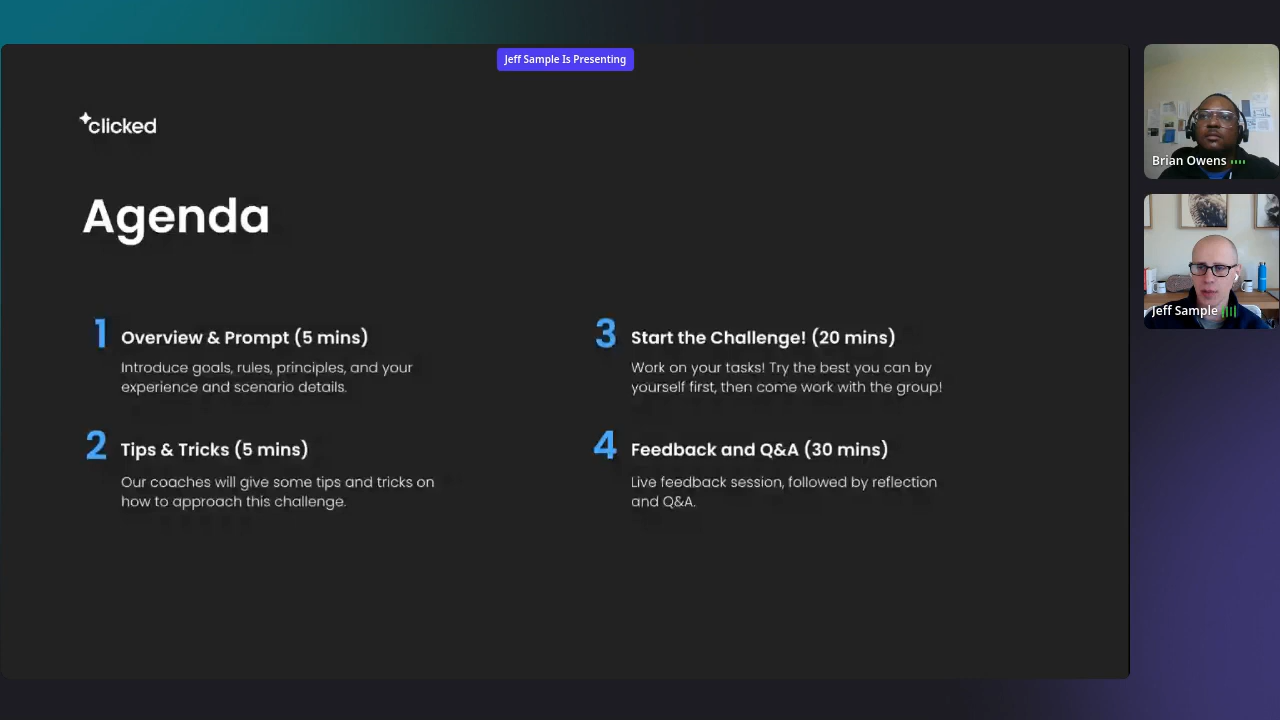 Jeff Sample Is Presenting
clicked
Agenda
1 Overview & Prompt (5 mins)
Introduce goals, rules, principles, and your
experience and scenario details.
2 Tips & Tricks (5 mins)
Our coaches will give some tips and tricks on
how to approach this challenge.
3 Start the Challenge! (20 mins)
Work on your tasks! Try the best you can by
yourself first, then come work with the group!
4 Feedback and Q&A (30 mins)
Live feedback session, followed by reflection
and Q&A.
Brian Owens
Jeff Sample